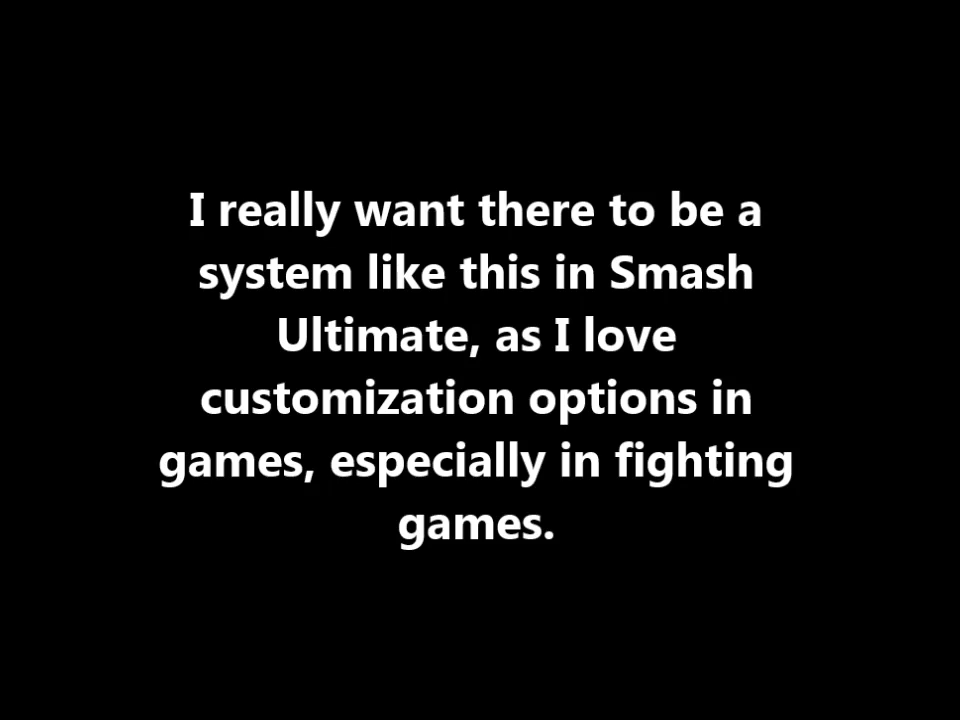 I really want there to be a
system like this in Smash
Ultimate, as I love
customization options in
games, especially in fighting
games.